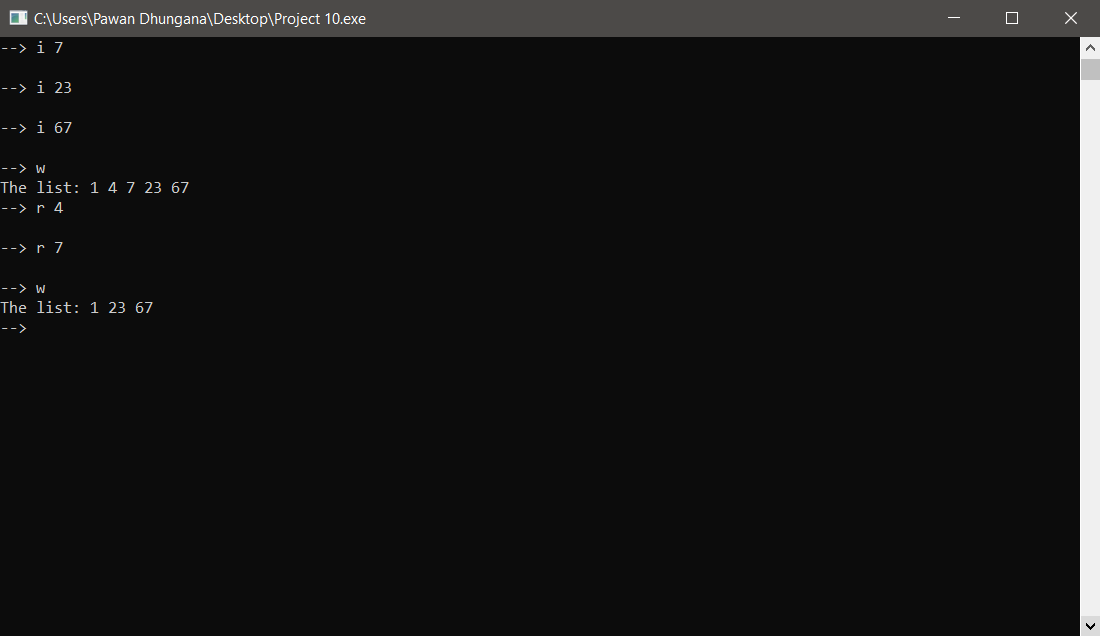 C:\Users\Pawan Dhungana\Desktop\Project 10.exe
--> i 7
--> i 23
--> i 67
--> w
The list: 1 4 7 23 67
--> r 4
--> r 7
--> w
The list: 1 23 67
-->